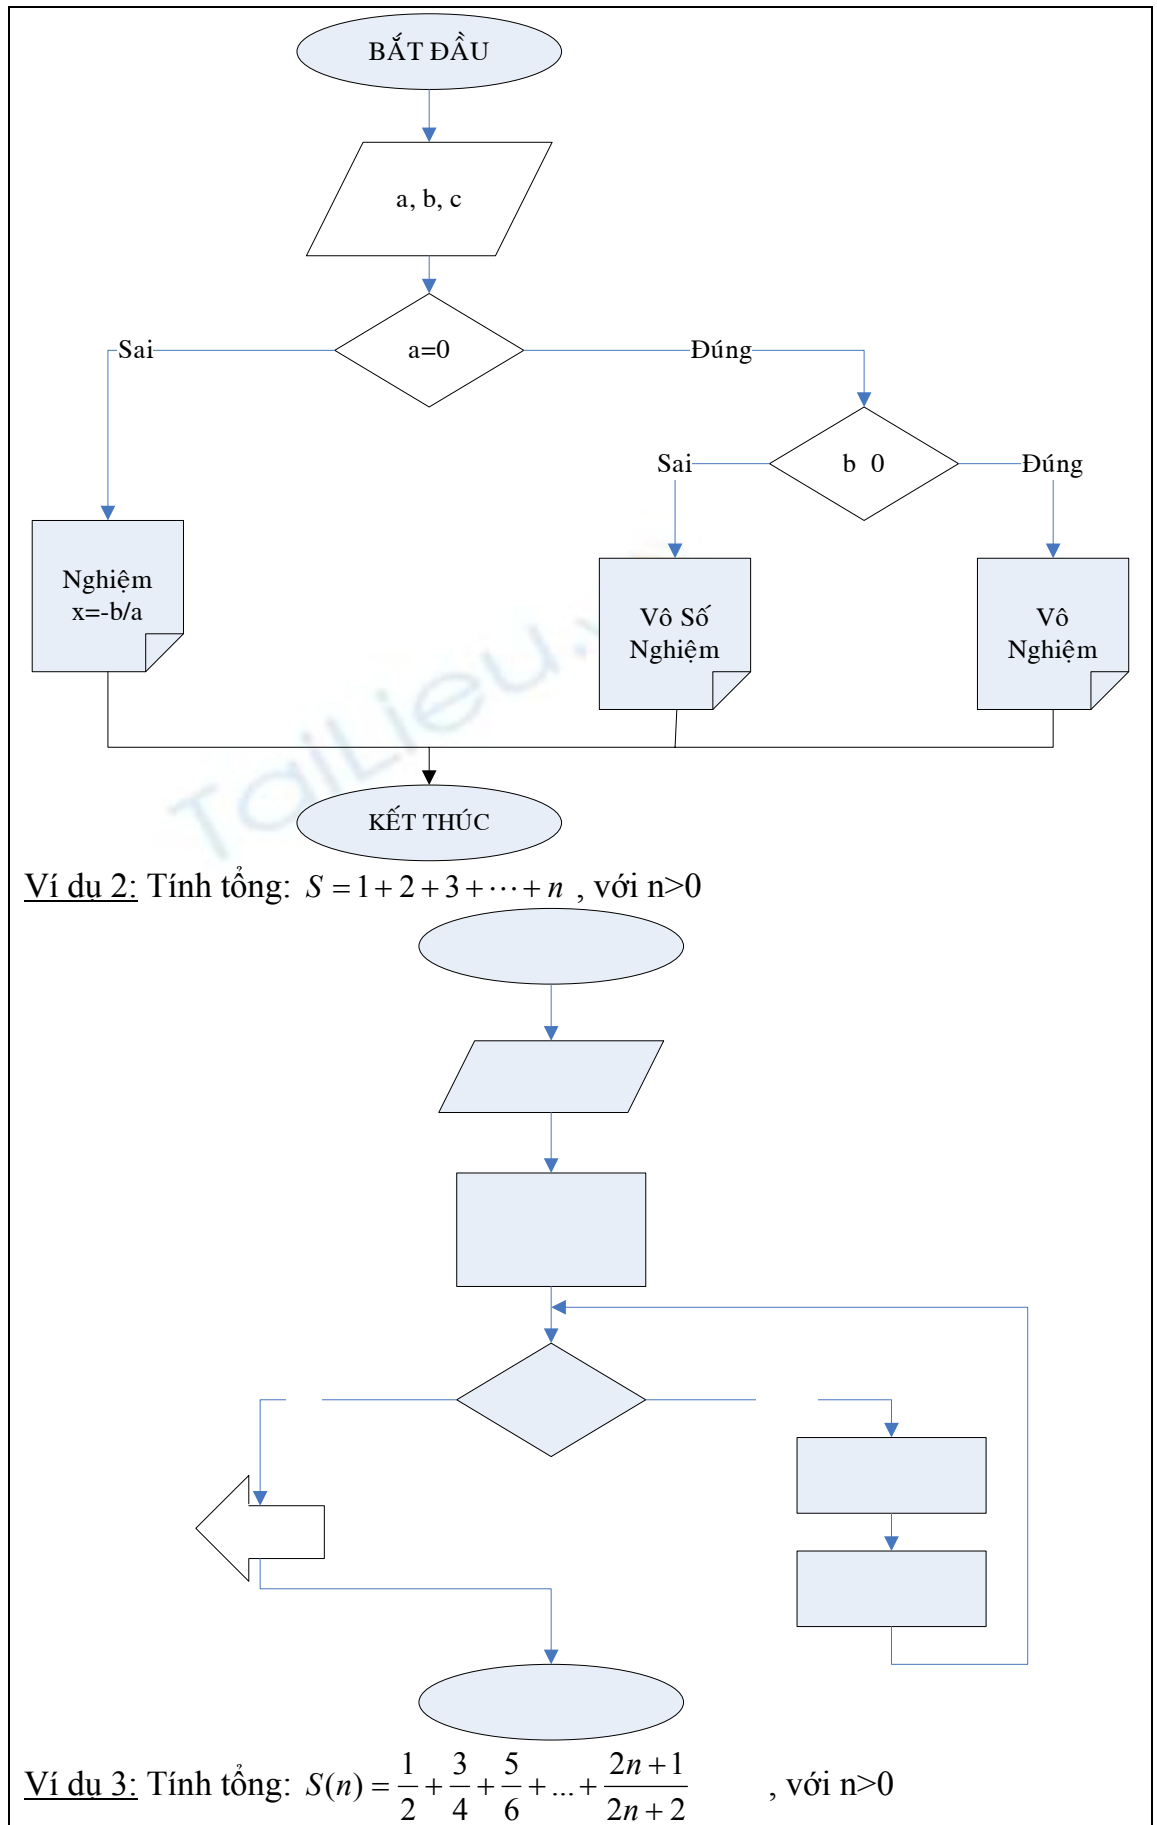 BẮT ĐẦU
a, b, c
a=0
Sai
Đúng
b 0
Sai
Đúng
Nghiệm
x=-b/a
Vô Số
Nghiệm
Vô
Nghiệm
KẾT THÚC
TaiLieu.
Ví dụ 2: Tính tổng: S = 1 + 2 + 3 + ⋯ + n , với n>0
Ví dụ 3: Tính tổng: S(n) = 1/2 + 3/4 + 5/6 + ... + (2n+1)/(2n+2) , với n>0